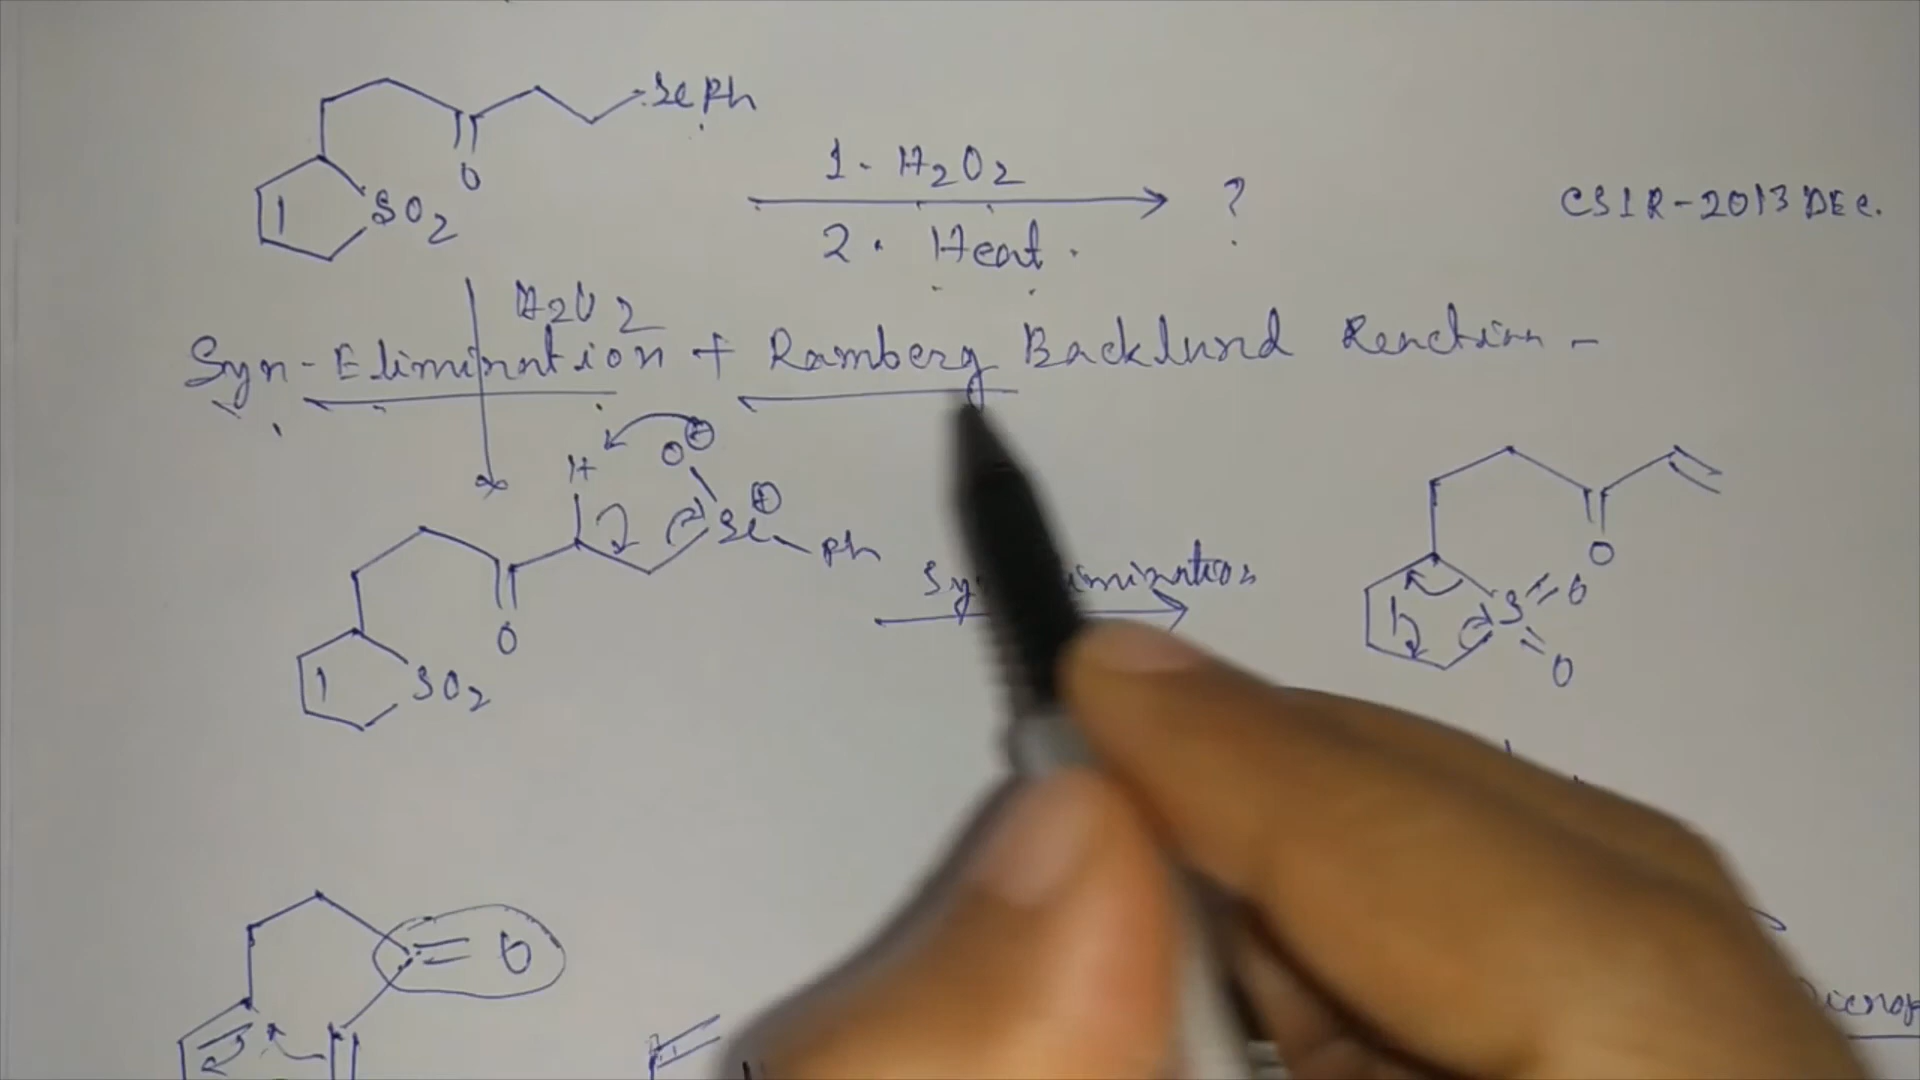 SePh
O
SO2
1. H2O2
2. Heat.
?
CSIR-2013 DEC.
H2O2
Syn-Elimination + Ramberg Backlund Reaction -
H
O
Se
Ph
O
SO2
O
S
O
O
O